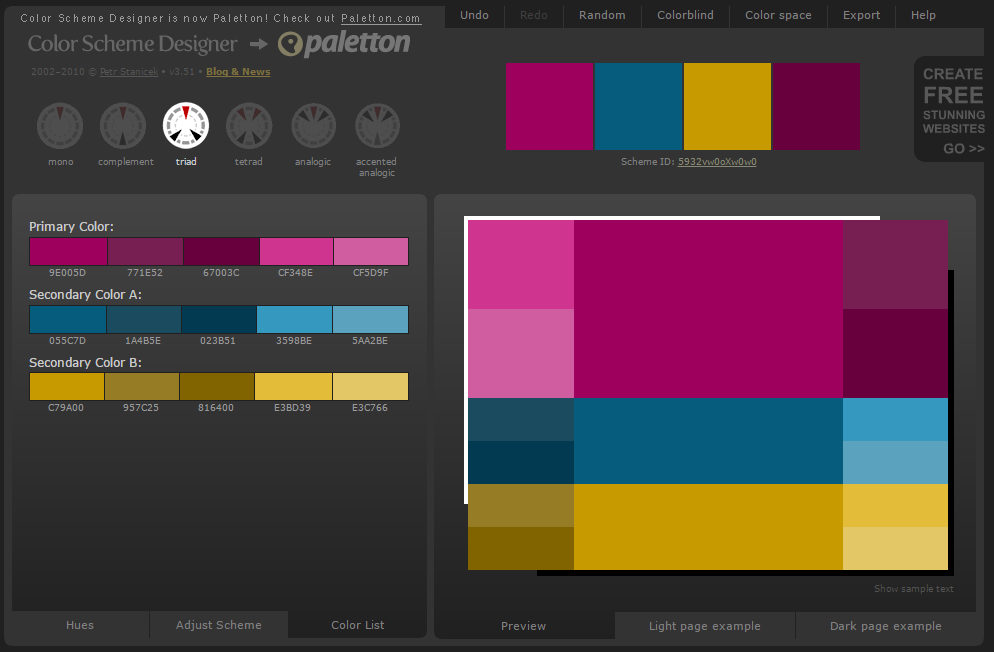 Color Scheme Designer is now Paletton! Check out Paletton.com
Undo Redo Random Colorblind Color space Export Help
Color Scheme Designer paletton
2002–2010 © Petr Stanicek • v3.51 • Blog & News
CREATE
FREE
STUNNING
WEBSITES
GO >>
mono complement triad tetrad analogic accented
analogic
Scheme ID: 5932vw0oXw0w0
Primary Color:
9E005D 771E52 67003C CF348E CF5D9F
Secondary Color A:
055C7D 1A4B5E 023B51 3598BE 5AA2BE
Secondary Color B:
C79A00 957C25 816400 E3BD39 E3C766
Show sample text
Hues Adjust Scheme Color List
Preview Light page example Dark page example